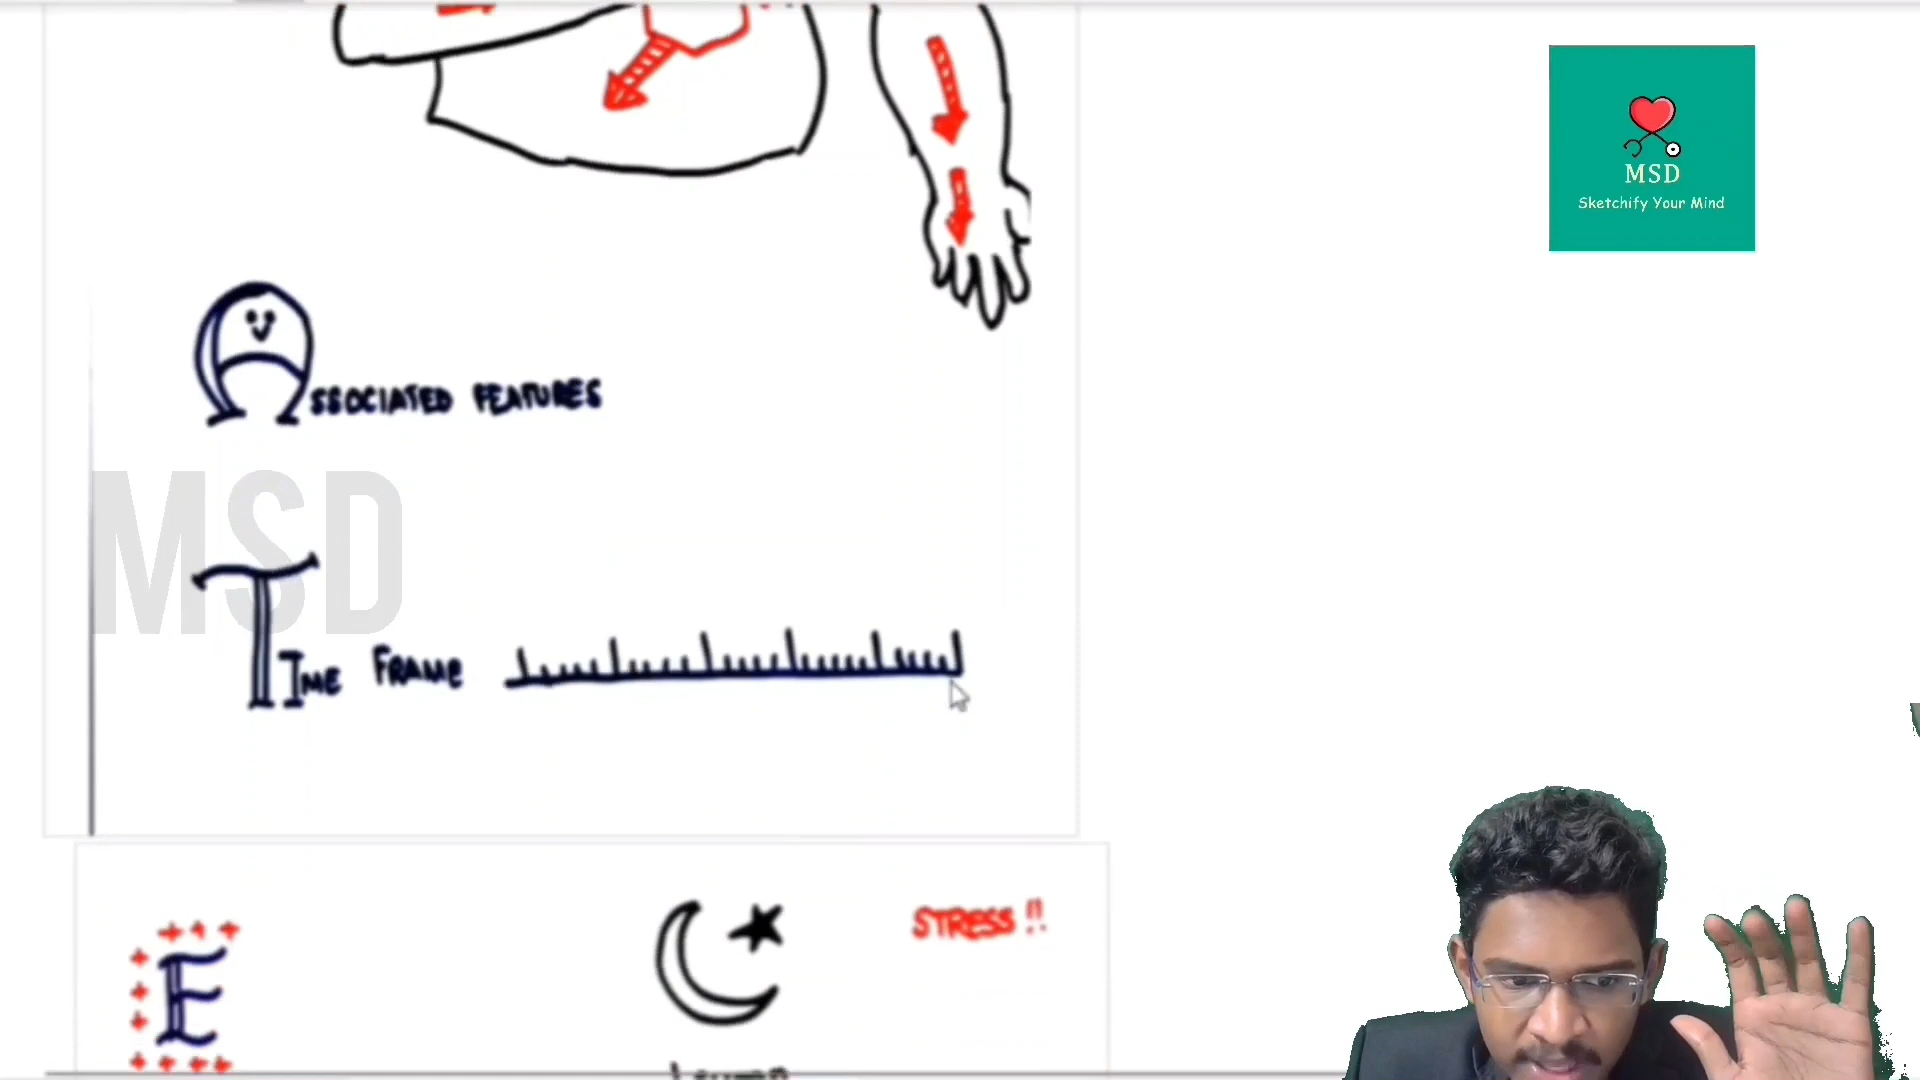 MSD
Sketchify Your Mind
ASSOCIATED FEATURES
MSD
TIME FRAME
STRESS!!
E